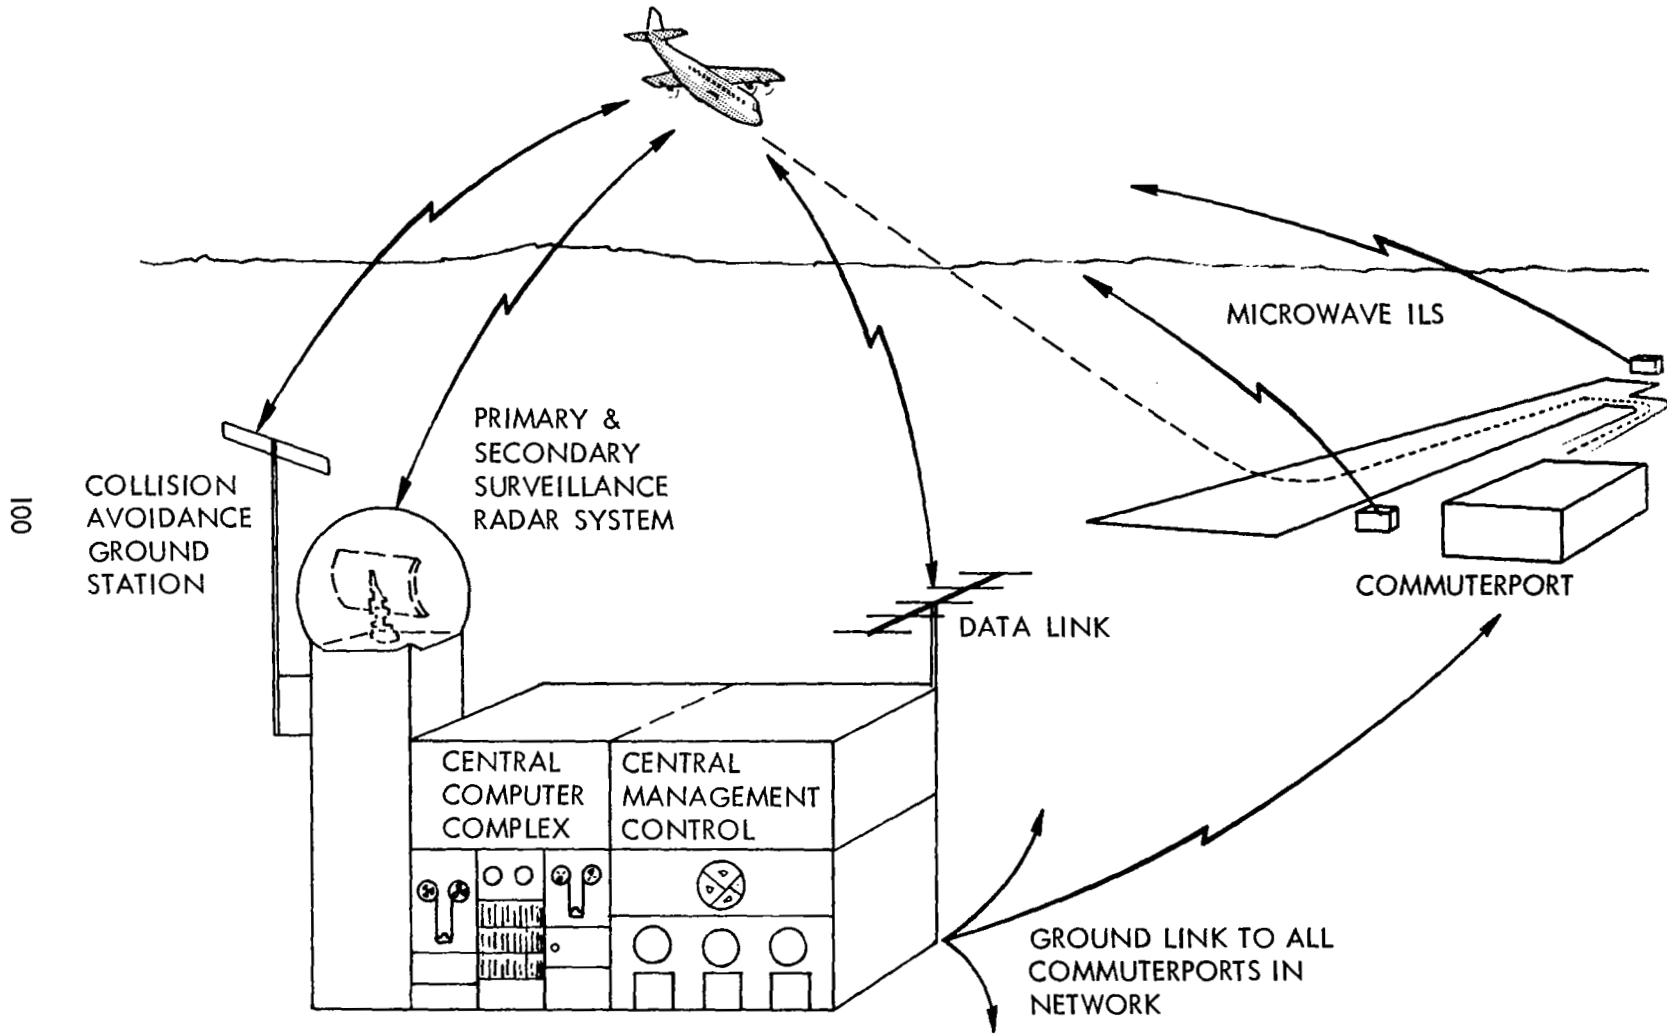 MICROWAVE ILS
PRIMARY &
SECONDARY
SURVEILLANCE
RADAR SYSTEM
COLLISION
AVOIDANCE
GROUND
STATION
100
COMMUTERPORT
DATA LINK
CENTRAL
COMPUTER
COMPLEX
CENTRAL
MANAGEMENT
CONTROL
GROUND LINK TO ALL
COMMUTERPORTS IN
NETWORK